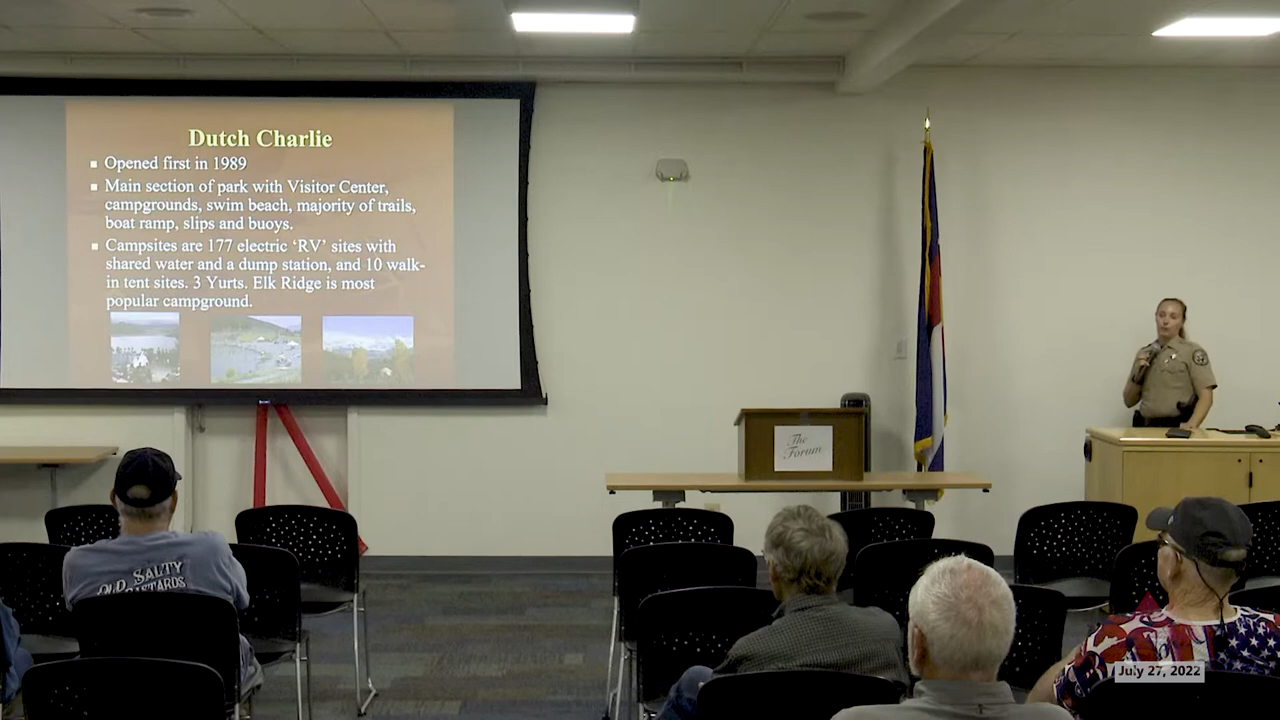 Dutch Charlie
Opened first in 1989
Main section of park with Visitor Center,
campgrounds, swim beach, majority of trails,
boat ramp, slips and buoys.
Campsites are 177 electric ‘RV’ sites with
shared water and a dump station, and 10 walk-
in tent sites. 3 Yurts. Elk Ridge is most
popular campground.
The
Forum
OLD SALTY
BASTARDS
July 27, 2022